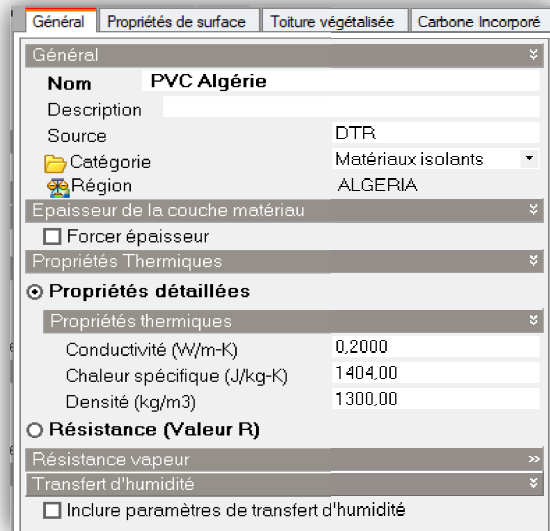 Général Propriétés de surface Toiture végétalisée Carbone Incorporé
Général
Nom PVC Algérie
Description
Source DTR
Catégorie Matériaux isolants
Région ALGERIA
Epaisseur de la couche matériau
Forcer épaisseur
Propriétés Thermiques
Propriétés détaillées
Propriétés thermiques
Conductivité (W/m-K) 0,2000
Chaleur spécifique (J/kg-K) 1404,00
Densité (kg/m3) 1300,00
Résistance (Valeur R)
Résistance vapeur
Transfert d'humidité
Inclure paramètres de transfert d'humidité